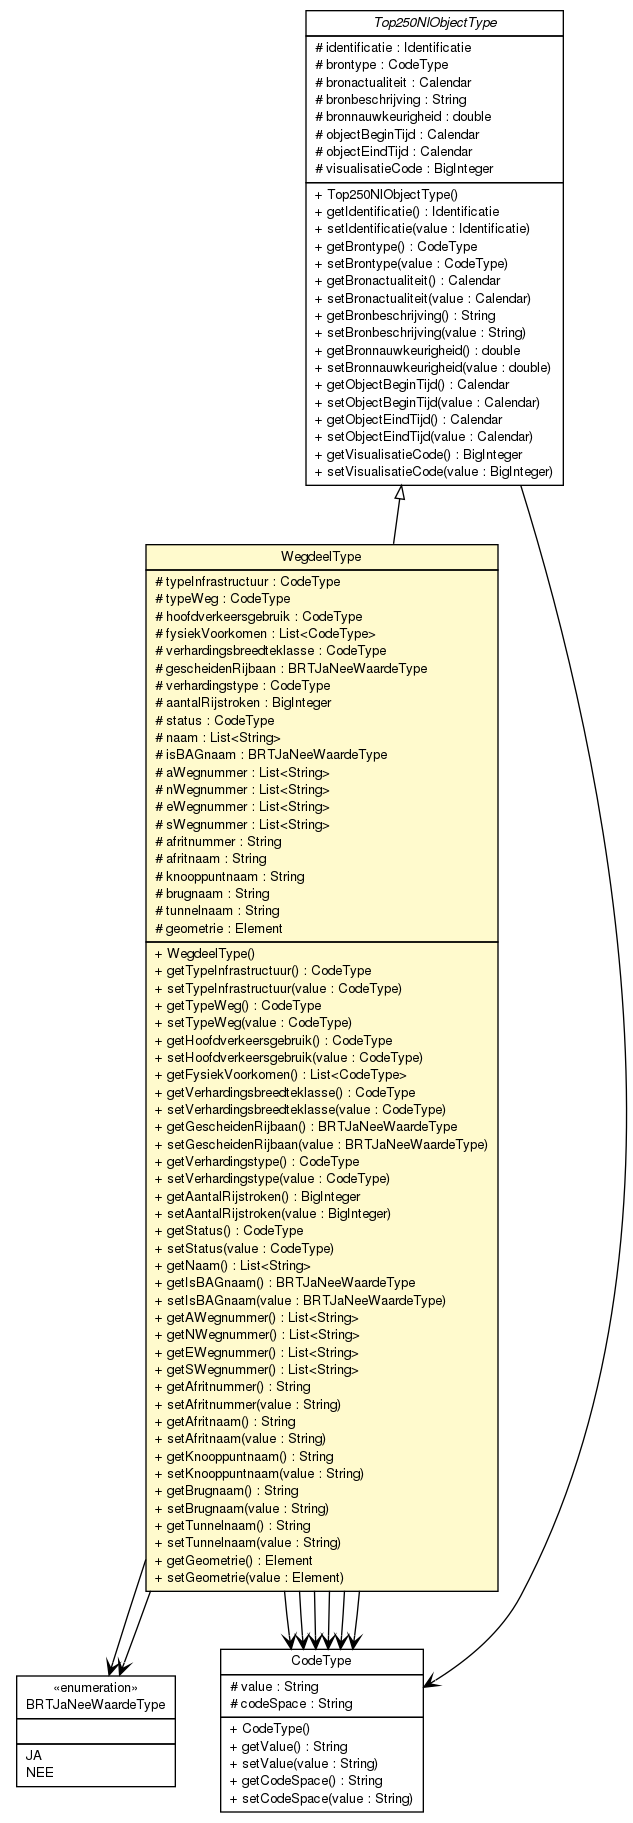 Top250NlObjectType
# identificatie : Identificatie
# brontype : CodeType
# bronactualiteit : Calendar
# bronbeschrijving : String
# bronnauwkeurigheid : double
# objectBeginTijd : Calendar
# objectEindTijd : Calendar
# visualisatieCode : BigInteger
+ Top250NlObjectType()
+ getIdentificatie() : Identificatie
+ setIdentificatie(value : Identificatie)
+ getBrontype() : CodeType
+ setBrontype(value : CodeType)
+ getBronactualiteit() : Calendar
+ setBronactualiteit(value : Calendar)
+ getBronbeschrijving() : String
+ setBronbeschrijving(value : String)
+ getBronnauwkeurigheid() : double
+ setBronnauwkeurigheid(value : double)
+ getObjectBeginTijd() : Calendar
+ setObjectBeginTijd(value : Calendar)
+ getObjectEindTijd() : Calendar
+ setObjectEindTijd(value : Calendar)
+ getVisualisatieCode() : BigInteger
+ setVisualisatieCode(value : BigInteger)
WegdeelType
# typeInfrastructuur : CodeType
# typeWeg : CodeType
# hoofdverkeersgebruik : CodeType
# fysiekVoorkomen : List<CodeType>
# verhardingsbreedteklasse : CodeType
# gescheidenRijbaan : BRTJaNeeWaardeType
# verhardingstype : CodeType
# aantalRijstroken : BigInteger
# status : CodeType
# naam : List<String>
# isBAGnaam : BRTJaNeeWaardeType
# aWegnummer : List<String>
# nWegnummer : List<String>
# eWegnummer : List<String>
# sWegnummer : List<String>
# afritnummer : String
# afritnaam : String
# knooppuntnaam : String
# brugnaam : String
# tunnelnaam : String
# geometrie : Element
+ WegdeelType()
+ getTypeInfrastructuur() : CodeType
+ setTypeInfrastructuur(value : CodeType)
+ getTypeWeg() : CodeType
+ setTypeWeg(value : CodeType)
+ getHoofdverkeersgebruik() : CodeType
+ setHoofdverkeersgebruik(value : CodeType)
+ getFysiekVoorkomen() : List<CodeType>
+ getVerhardingsbreedteklasse() : CodeType
+ setVerhardingsbreedteklasse(value : CodeType)
+ getGescheidenRijbaan() : BRTJaNeeWaardeType
+ setGescheidenRijbaan(value : BRTJaNeeWaardeType)
+ getVerhardingstype() : CodeType
+ setVerhardingstype(value : CodeType)
+ getAantalRijstroken() : BigInteger
+ setAantalRijstroken(value : BigInteger)
+ getStatus() : CodeType
+ setStatus(value : CodeType)
+ getNaam() : List<String>
+ getIsBAGnaam() : BRTJaNeeWaardeType
+ setIsBAGnaam(value : BRTJaNeeWaardeType)
+ getAWegnummer() : List<String>
+ getNWegnummer() : List<String>
+ getEWegnummer() : List<String>
+ getSWegnummer() : List<String>
+ getAfritnummer() : String
+ setAfritnummer(value : String)
+ getAfritnaam() : String
+ setAfritnaam(value : String)
+ getKnooppuntnaam() : String
+ setKnooppuntnaam(value : String)
+ getBrugnaam() : String
+ setBrugnaam(value : String)
+ getTunnelnaam() : String
+ setTunnelnaam(value : String)
+ getGeometrie() : Element
+ setGeometrie(value : Element)
«enumeration»
BRTJaNeeWaardeType
JA
NEE
CodeType
# value : String
# codeSpace : String
+ CodeType()
+ getValue() : String
+ setValue(value : String)
+ getCodeSpace() : String
+ setCodeSpace(value : String)